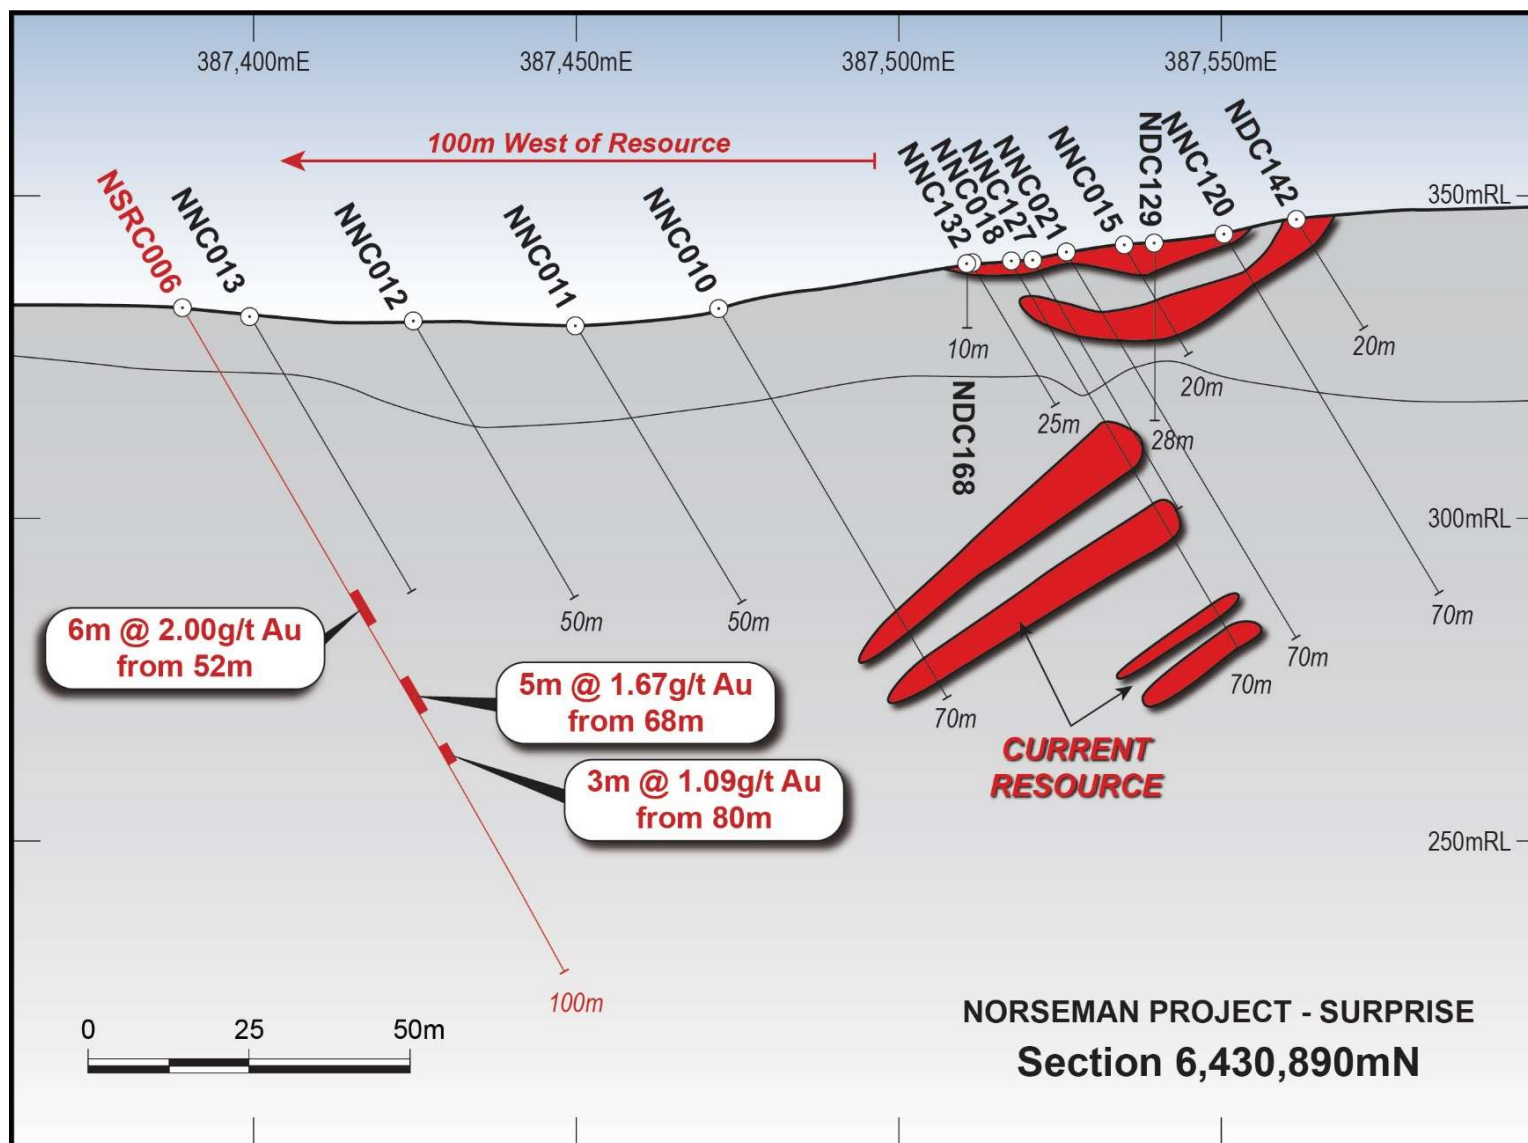 387,400mE
387,450mE
387,500mE
387,550mE
100m West of Resource
NSRC006
NNC013
NNC012
NNC011
NNC010
NNC132
NNC018
NNC127
NNC021
NNC015
NDC129
NNC120
NDC142
350mRL
10m
20m
20m
NDC168
25m
28m
300mRL
50m
50m
70m
70m
70m
70m
6m @ 2.00g/t Au
from 52m
5m @ 1.67g/t Au
from 68m
3m @ 1.09g/t Au
from 80m
CURRENT
RESOURCE
250mRL
100m
0
25
50m
NORSEMAN PROJECT - SURPRISE
Section 6,430,890mN